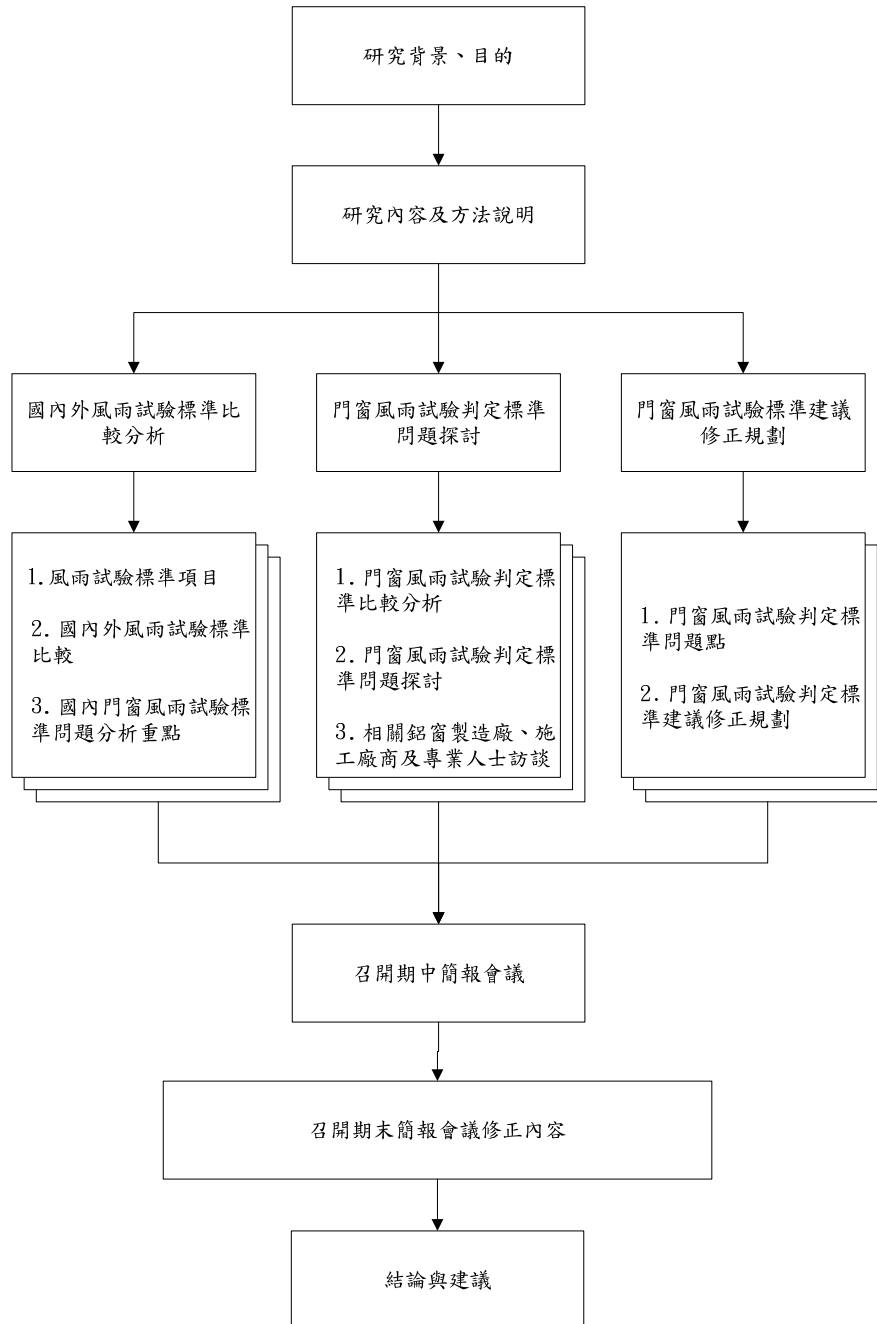 研究背景、目的
研究內容及方法說明
國內外風雨試驗標準比
較分析
門窗風雨試驗判定標準
問題探討
門窗風雨試驗標準建議
修正規劃
1.風雨試驗標準項目
2.國內外風雨試驗標準
比較
3.國內門窗風雨試驗標
準問題分析重點
1.門窗風雨試驗判定標
準比較分析
2.門窗風雨試驗判定標
準問題探討
3.相關鋁窗製造廠、施
工廠商及專業人士訪談
1.門窗風雨試驗判定標
準問題點
2.門窗風雨試驗判定標
準建議修正規劃
召開期中簡報會議
召開期末簡報會議修正內容
結論與建議